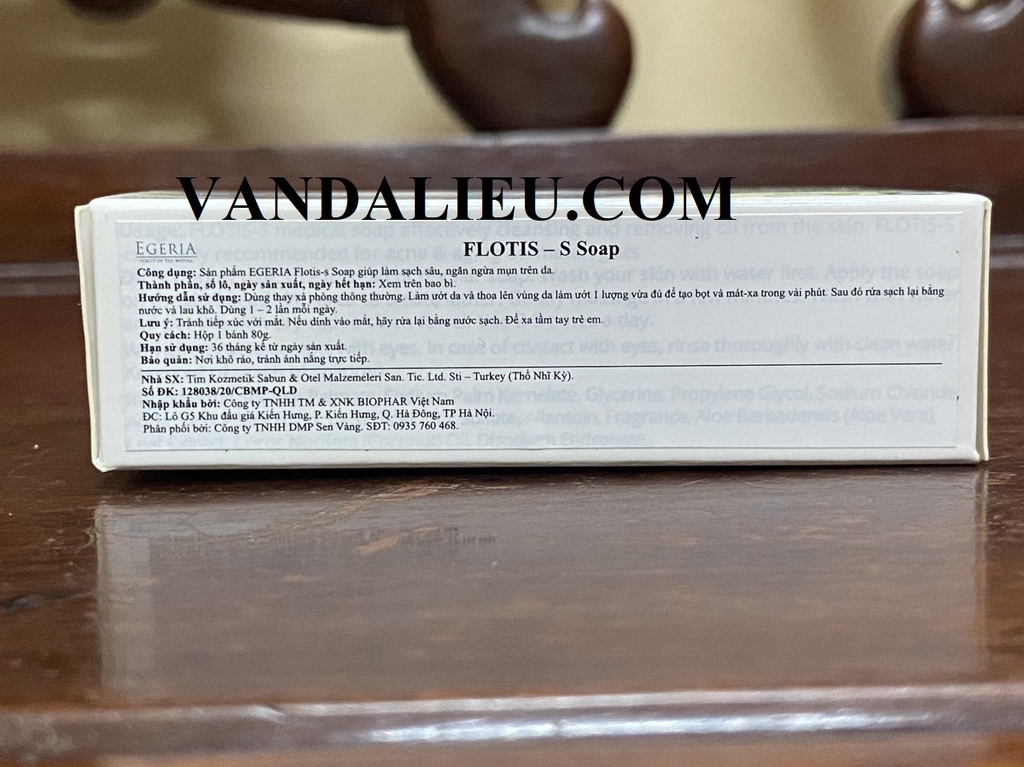 VANDALIEU.COM
EGERIA
FLOTIS – S Soap
Công dụng: Sản phẩm EGERIA Flotis-s Soap giúp làm sạch sâu, ngăn ngừa mụn trên da.
Thành phần, số lô, ngày sản xuất, ngày hết hạn: Xem trên bao bì.
Hướng dẫn sử dụng: Dùng thay xà phòng thông thường. Làm ướt da và thoa lên vùng da làm ướt 1 lượng vừa đủ để tạo bọt và mát-xa trong vài phút. Sau đó rửa sạch lại bằng
nước và lau khô. Dùng 1 – 2 lần mỗi ngày.
Lưu ý: Tránh tiếp xúc với mắt. Nếu dính vào mắt, hãy rửa lại bằng nước sạch. Để xa tầm tay trẻ em.
Quy cách: Hộp 1 bánh 80g.
Hạn sử dụng: 36 tháng kể từ ngày sản xuất.
Bảo quản: Nơi khô ráo, tránh ánh nắng trực tiếp.
Nhà SX: Tim Kozmetik Sabun & Otel Malzemeleri San. Tic. Ltd. Sti – Turkey (Thổ Nhĩ Kỳ).
Số ĐK: 128038/20/CBMP-QLD
Nhập khẩu bởi: Công ty TNHH TM & XNK BIOPHAR Việt Nam
ĐC: Lô G5 Khu đấu giá Kiến Hưng, P. Kiến Hưng, Q. Hà Đông, TP Hà Nội.
Phân phối bởi: Công ty TNHH DMP Sen Vàng. SĐT: 0935 760 468.